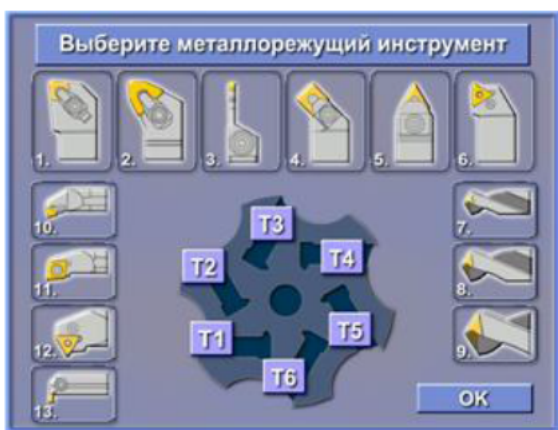 Выберите металлорежущий инструмент
1. 2. 3. 4. 5. 6.
10. T3 7.
T2 T4
11. 8.
12. T1 T5 9.
T6
13. OK